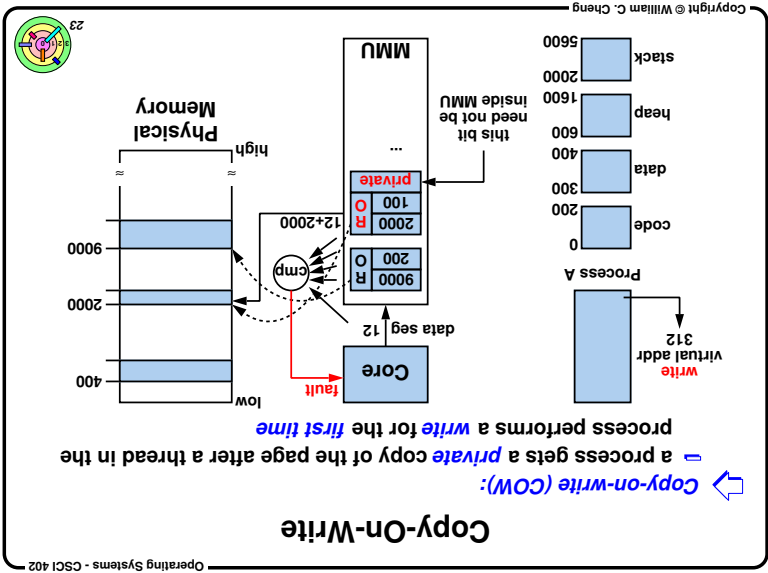 Operating Systems - CSCI 402
Copy-On-Write
Copy-on-write (COW):
a process gets a private copy of the page after a thread in the
process performs a write for the first time
write
virtual addr
312
Process A
code
0
200
data
300
400
heap
600
1600
stack
2000
5600
Core
fault
data seg
12
cmp
9000
200
R
O
2000
100
R
O
private
...
MMU
this bit
need not be
inside MMU
12+2000
low
400
2000
9000
≈
≈
high
Physical
Memory
0
1
2
3
23
Copyright © William C. Cheng